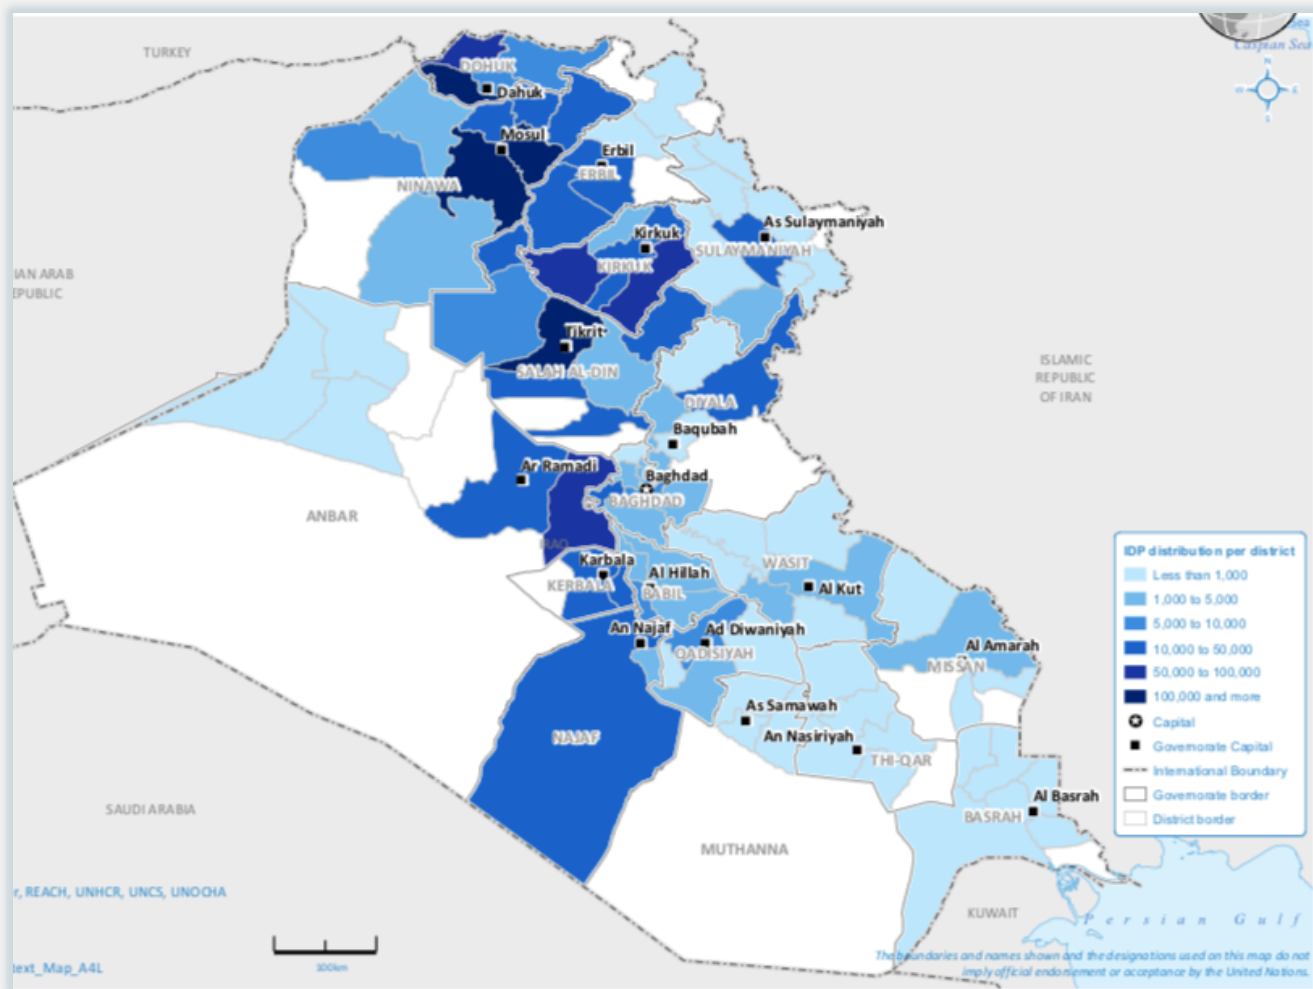 Sea
Caspian Sea
N
W
E
S
TURKEY
DOHUK
Dahuk
Mosul
Erbil
ERBIL
NINAWA
As Sulaymaniyah
Kirkuk
SULAYMANIYAH
KIRKUK
IAN ARAB
EPUBLIC
Tikrit
SALAH AL-DIN
ISLAMIC
REPUBLIC
OF IRAN
DIYALA
Baqubah
Ar Ramadi
Baghdad
BAGHDAD
ANBAR
IRAQ
Karbala
KERBALA
Al Hillah
BABIL
WASIT
Al Kut
An Najaf
Ad Diwaniyah
QADISIYAH
Al Amarah
MISSAN
As Samawah
An Nasiriyah
THI-QAR
NAJAF
Al Basrah
BASRAH
SAUDI ARABIA
MUTHANNA
KUWAIT
Persian Gulf
IDP distribution per district
Less than 1,000
1,000 to 5,000
5,000 to 10,000
10,000 to 50,000
50,000 to 100,000
100,000 and more
Capital
Governorate Capital
International Boundary
Governorate border
District border
r, REACH, UNHCR, UNCS, UNOCHA
100km
text_Map_A4L
The boundaries and names shown and the designations used on this map do not
imply official endorsement or acceptance by the United Nations.